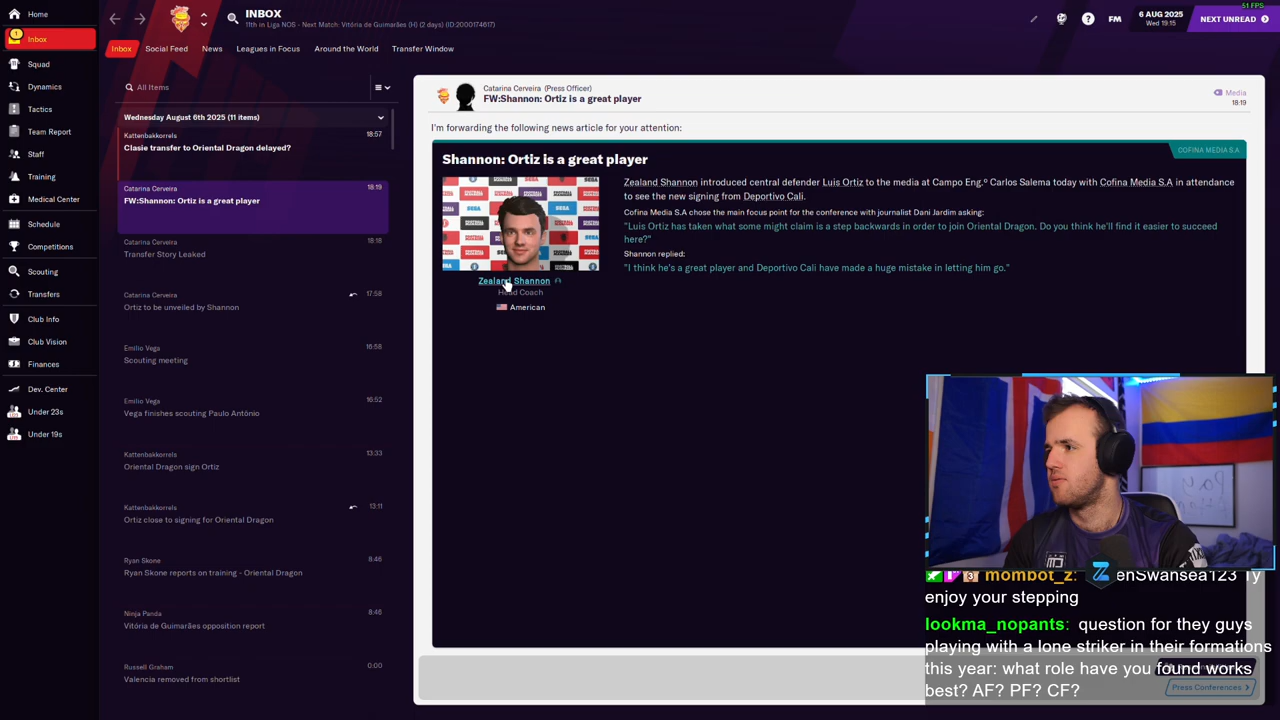 51 FPS
Home
INBOX
11th in Liga NOS - Next Match: Vitória de Guimarães (H) (2 days) (ID:2000174617)
FM
6 AUG 2025
Wed 19:15
NEXT UNREAD
1
Inbox
Inbox
Social Feed
News
Leagues in Focus
Around the World
Transfer Window
Squad
Dynamics
Tactics
Team Report
Staff
Training
Medical Center
Schedule
Competitions
Scouting
Transfers
Club Info
Club Vision
Finances
Dev. Center
Under 23s
Under 19s
All Items
Wednesday August 6th 2025 (11 items)
Kattenbakkorrels 18:57
Clasie transfer to Oriental Dragon delayed?
Catarina Cerveira 18:19
FW:Shannon: Ortiz is a great player
Catarina Cerveira 18:18
Transfer Story Leaked
Catarina Cerveira 17:58
Ortiz to be unveiled by Shannon
Emilio Vega 16:58
Scouting meeting
Emilio Vega 16:52
Vega finishes scouting Paulo António
Kattenbakkorrels 13:33
Oriental Dragon sign Ortiz
Kattenbakkorrels 13:11
Ortiz close to signing for Oriental Dragon
Ryan Skone 8:46
Ryan Skone reports on training - Oriental Dragon
Ninja Panda 8:46
Vitória de Guimarães opposition report
Russell Graham 0:00
Valencia removed from shortlist
Catarina Cerveira (Press Officer)
FW:Shannon: Ortiz is a great player
Media
18:19
I'm forwarding the following news article for your attention:
COFINA MEDIA S.A
Shannon: Ortiz is a great player
Zealand Shannon
Head Coach
American
Zealand Shannon introduced central defender Luis Ortiz to the media at Campo Eng Carlos Salema today with Cofina Media S.A in attendance
to see the new signing from Deportivo Cali.
Cofina Media S.A chose the main focus point for the conference with journalist Dani Jardim asking:
"Luis Ortiz has taken what some might claim is a step backwards in order to join Oriental Dragon. Do you think he'll find it easier to succeed
here?"
Shannon replied:
"I think he's a great player and Deportivo Cali have made a huge mistake in letting him go."
mombot_z: enSwansea123 Ty
enjoy your stepping
lookma_nopants: question for they guys
playing with a lone striker in their formations
this year: what role have you found works
best? AF? PF? CF?
Press Conferences